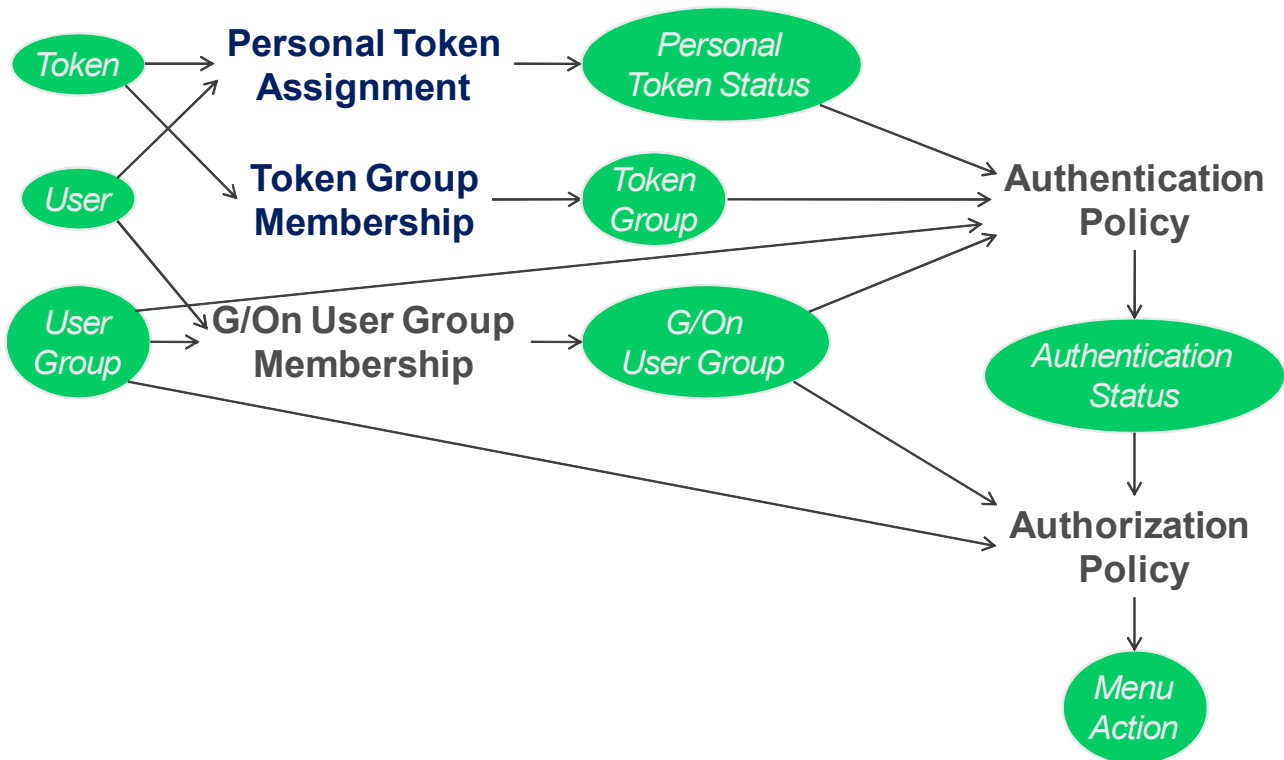 Token
Personal Token
Assignment
Personal
Token Status
User
Token Group
Membership
Token
Group
Authentication
Policy
User
Group
G/On User Group
Membership
G/On
User Group
Authentication
Status
Authorization
Policy
Menu
Action